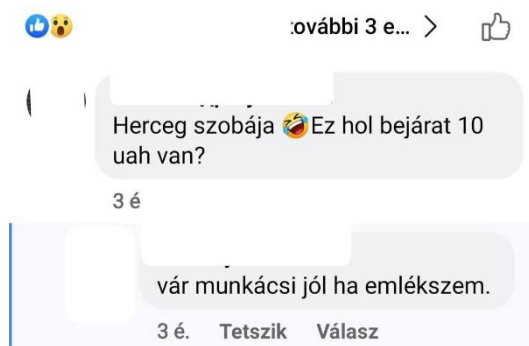 további 3 e...
Herceg szobája 🤣Ez hol bejárat 10
uah van?
3 é
vár munkácsi jól ha emlékszem.
3 é. Tetszik Válasz